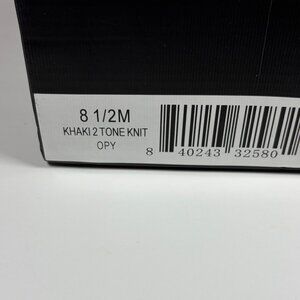 8 1/2M
KHAKI 2 TONE KNIT
OPY
8 40243 32580